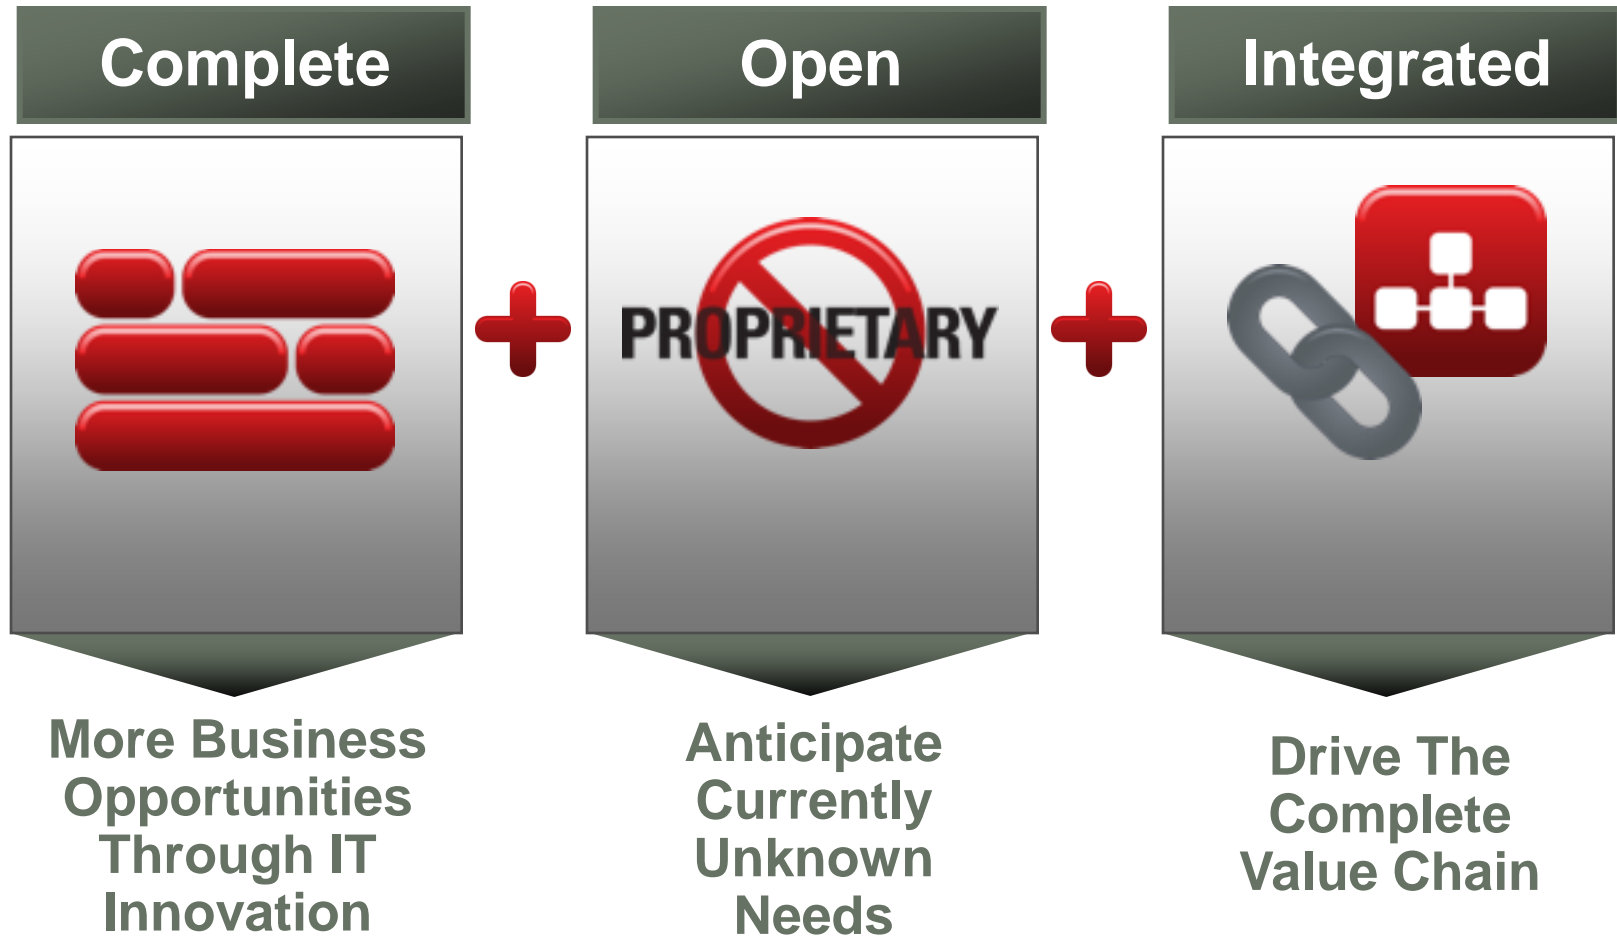 Complete
Open
Integrated
PROPRIETARY
More Business
Opportunities
Through IT
Innovation
Anticipate
Currently
Unknown
Needs
Drive The
Complete
Value Chain